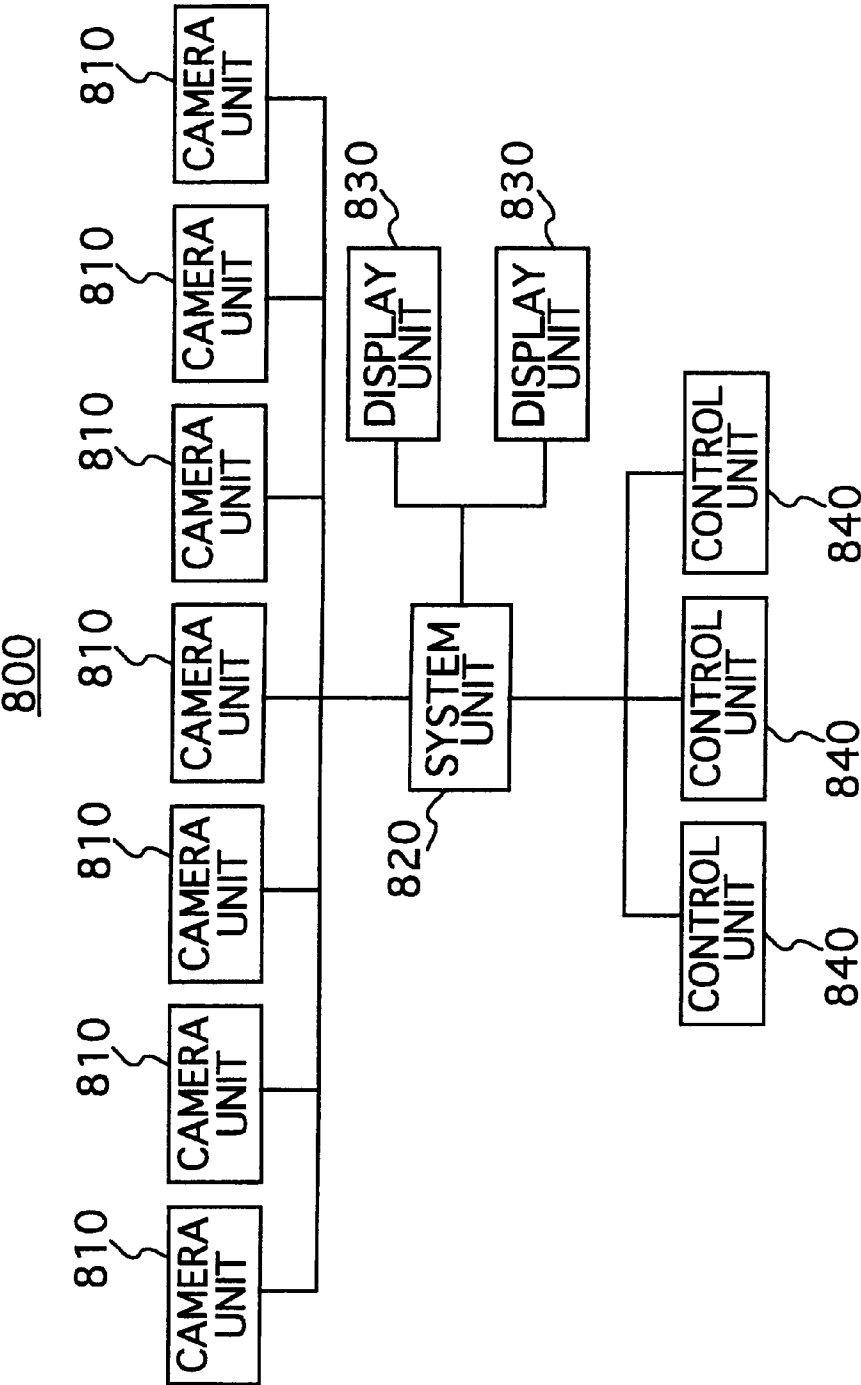 800
810
810
810
810
810
810
810
CAMERA
UNIT
CAMERA
UNIT
CAMERA
UNIT
CAMERA
UNIT
CAMERA
UNIT
CAMERA
UNIT
CAMERA
UNIT
820
SYSTEM
UNIT
DISPLAY
UNIT
830
DISPLAY
UNIT
830
CONTROL
UNIT
CONTROL
UNIT
CONTROL
UNIT
840
840
840